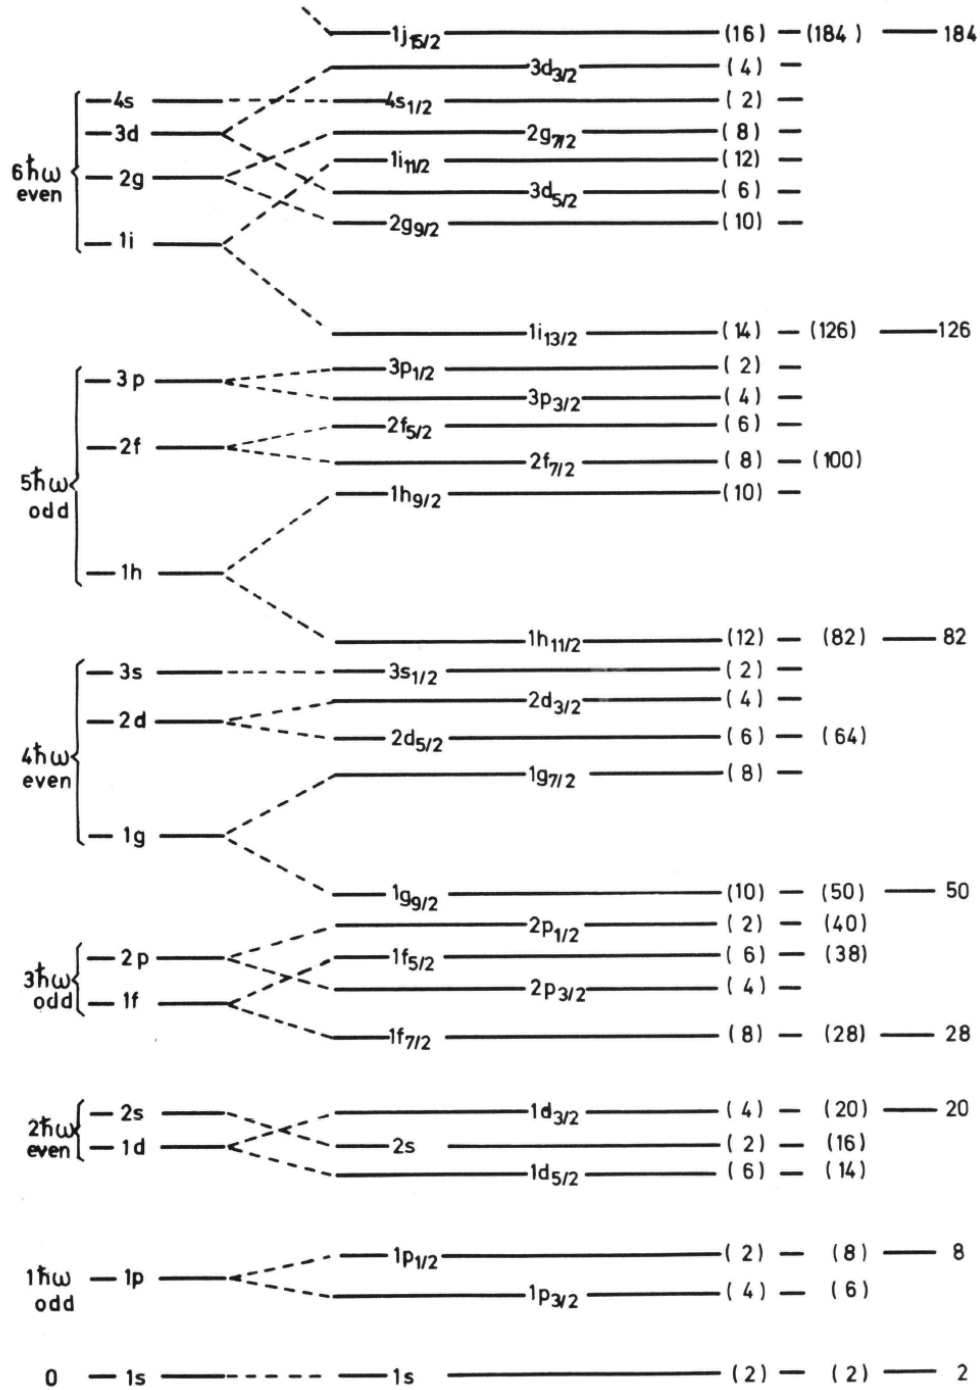 1j15/2 (16) (184) 184
3d3/2 (4)
4s 4s1/2 (2)
3d 2g7/2 (8)
1i11/2 (12)
6ħω even
2g 3d5/2 (6)
2g9/2 (10)
1i
1i13/2 (14) (126) 126
3p1/2 (2)
3p 3p3/2 (4)
2f5/2 (6)
2f 2f7/2 (8) (100)
5ħω odd
1h9/2 (10)
1h
1h11/2 (12) (82) 82
3s 3s1/2 (2)
2d3/2 (4)
2d 2d5/2 (6) (64)
4ħω even
1g7/2 (8)
1g
1g9/2 (10) (50) 50
2p1/2 (2) (40)
2p 1f5/2 (6) (38)
3ħω odd
1f 2p3/2 (4)
1f7/2 (8) (28) 28
2s 1d3/2 (4) (20) 20
2ħω even
1d 2s (2) (16)
1d5/2 (6) (14)
1p1/2 (2) (8) 8
1ħω odd
1p 1p3/2 (4) (6)
0 1s 1s (2) (2) 2